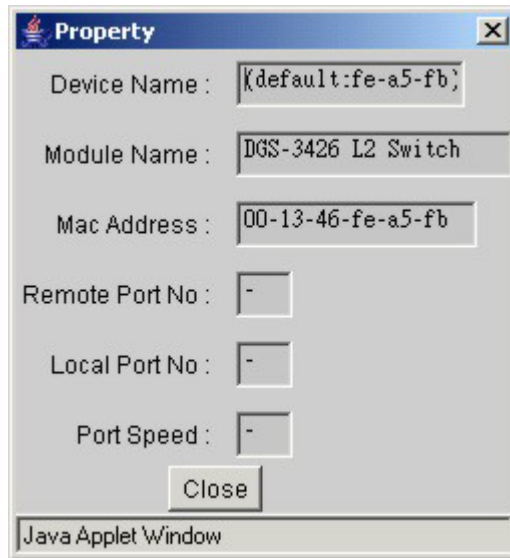 Property
Device Name : (default:fe-a5-fb)
Module Name : DGS-3426 L2 Switch
Mac Address : 00-13-46-fe-a5-fb
Remote Port No : -
Local Port No : -
Port Speed : -
Close
Java Applet Window